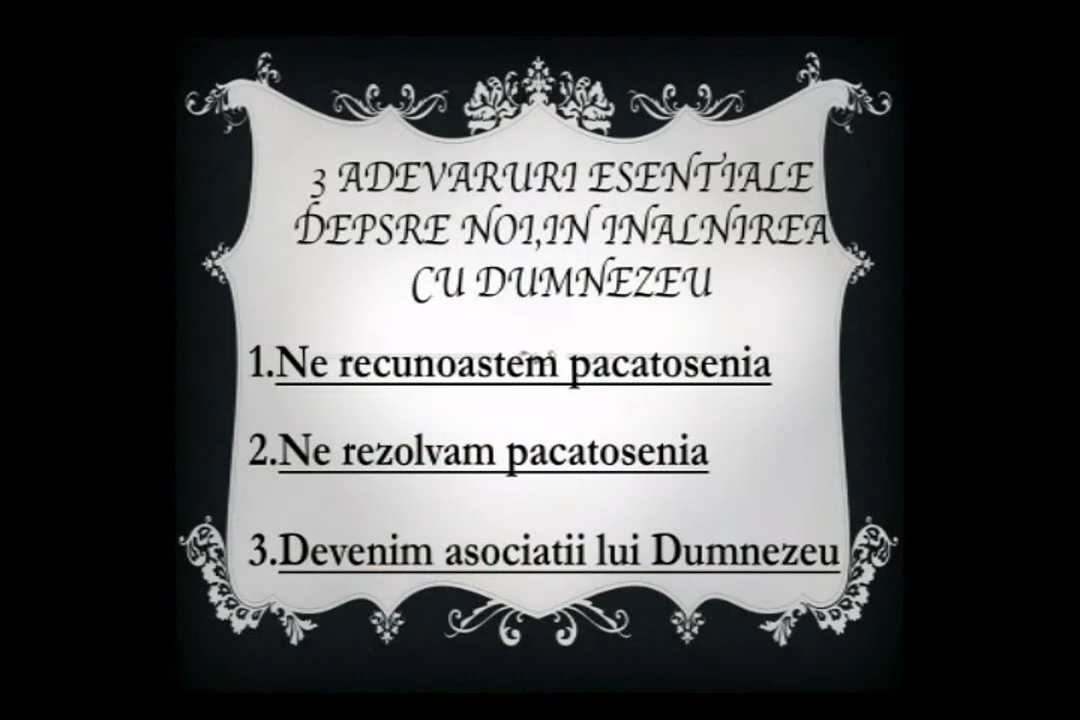 3 ADEVARURI ESENTIALE
DEPSRE NOI,IN INALNIREA
CU DUMNEZEU
1.Ne recunoastem pacatosenia
2.Ne rezolvam pacatosenia
3.Devenim asociatii lui Dumnezeu